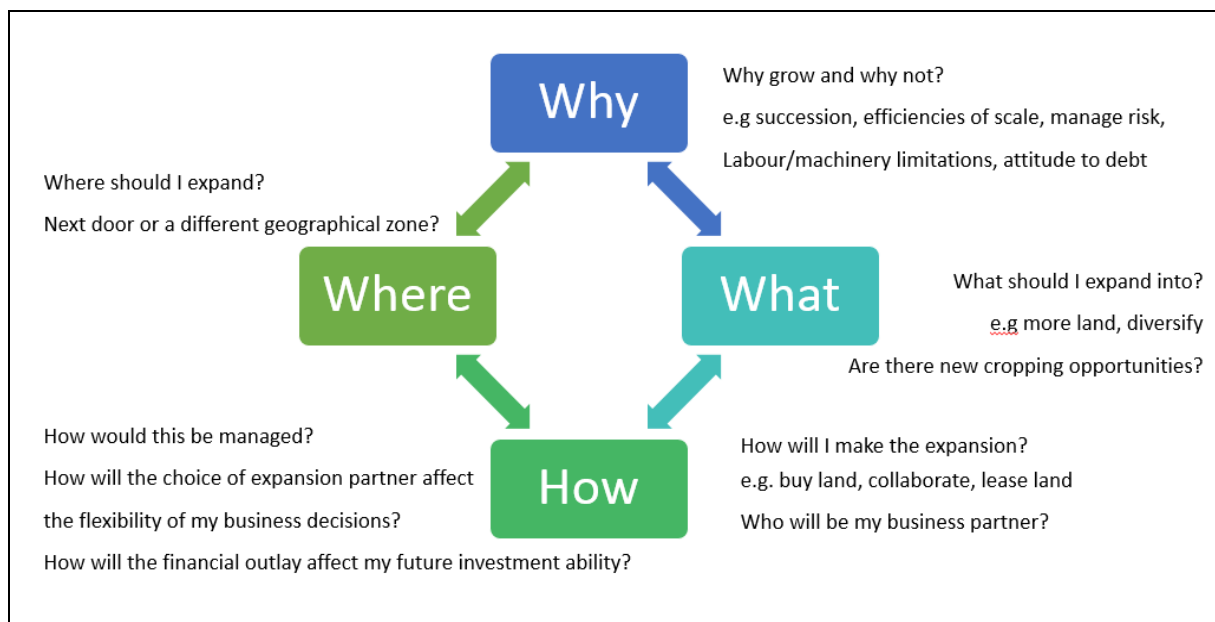 Why
Why grow and why not?
e.g succession, efficiencies of scale, manage risk,
Labour/machinery limitations, attitude to debt
Where should I expand?
Next door or a different geographical zone?
Where
What
What should I expand into?
e.g more land, diversify
Are there new cropping opportunities?
How would this be managed?
How will the choice of expansion partner affect
the flexibility of my business decisions?
How will the financial outlay affect my future investment ability?
How
How will I make the expansion?
e.g. buy land, collaborate, lease land
Who will be my business partner?